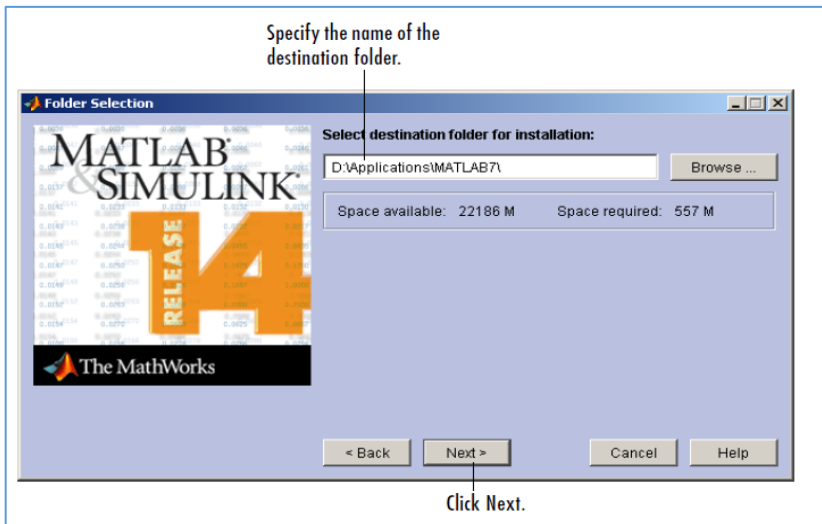 Specify the name of the
destination folder.
Folder Selection
MATLAB®
&SIMULINK®
RELEASE 14
The MathWorks
Select destination folder for installation:
D:\Applications\MATLAB7\
Browse ...
Space available: 22186 M Space required: 557 M
< Back Next > Cancel Help
Click Next.